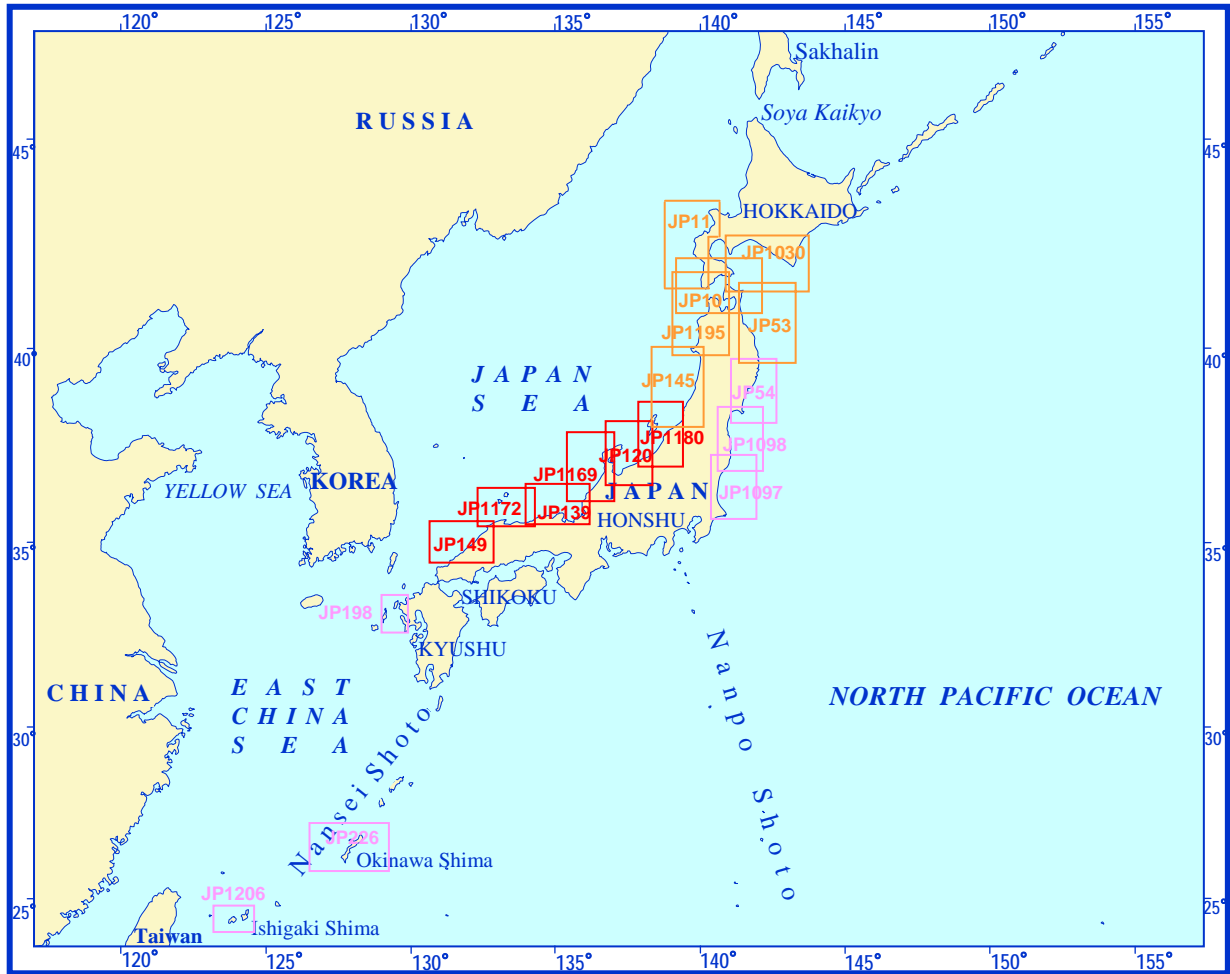 120° 125° 130° 135° 140° 145° 150° 155°
Sakhalin
RUSSIA
Soya Kaikyo
45° 45°
HOKKAIDO
JP11
JP1030
JP10
JP53
JP1195
40° 40°
JAPAN
SEA
JP145
JP54
JP1180
JP1098
JP120
JP1169
KOREA
YELLOW SEA
JAPAN
JP1097
JP1172
JP139
HONSHU
35° 35°
JP149
SHIKOKU
JP198
KYUSHU
CHINA
EAST
CHINA
SEA
NORTH PACIFIC OCEAN
30° 30°
Nansei Shoto
Nanpo Shoto
JP226
Okinawa Shima
JP1206
25° 25°
Ishigaki Shima
Taiwan
120° 125° 130° 135° 140° 145° 150° 155°